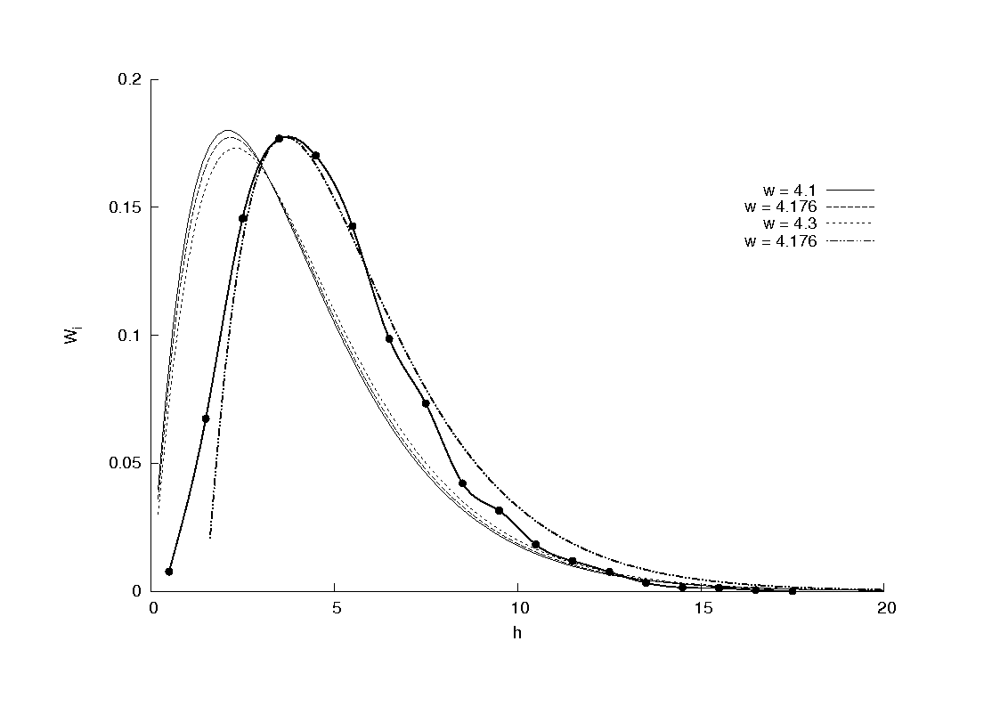 0.2
0.15
0.1
0.05
0
W_l
0 5 10 15 20
h
w = 4.1
w = 4.176
w = 4.3
w = 4.176